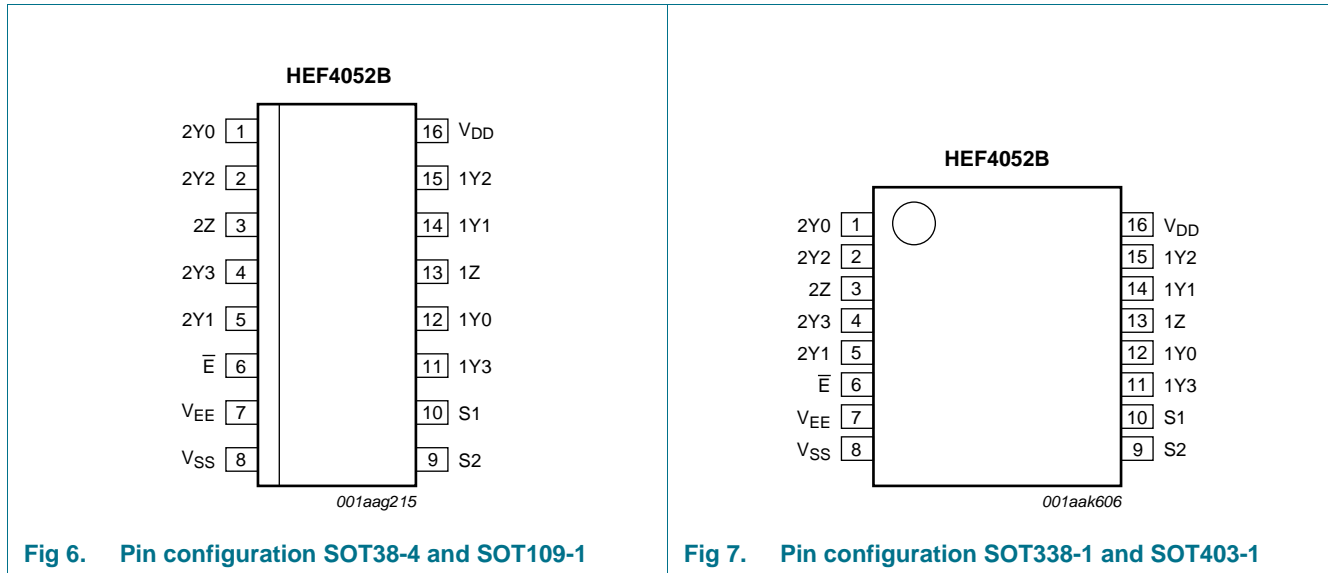 HEF4052B
2Y0 1 16 VDD
2Y2 2 15 1Y2
2Z 3 14 1Y1
2Y3 4 13 1Z
2Y1 5 12 1Y0
E̅ 6 11 1Y3
VEE 7 10 S1
VSS 8 9 S2
001aag215
Fig 6. Pin configuration SOT38-4 and SOT109-1
HEF4052B
2Y0 1 16 VDD
2Y2 2 15 1Y2
2Z 3 14 1Y1
2Y3 4 13 1Z
2Y1 5 12 1Y0
E̅ 6 11 1Y3
VEE 7 10 S1
VSS 8 9 S2
001aak606
Fig 7. Pin configuration SOT338-1 and SOT403-1